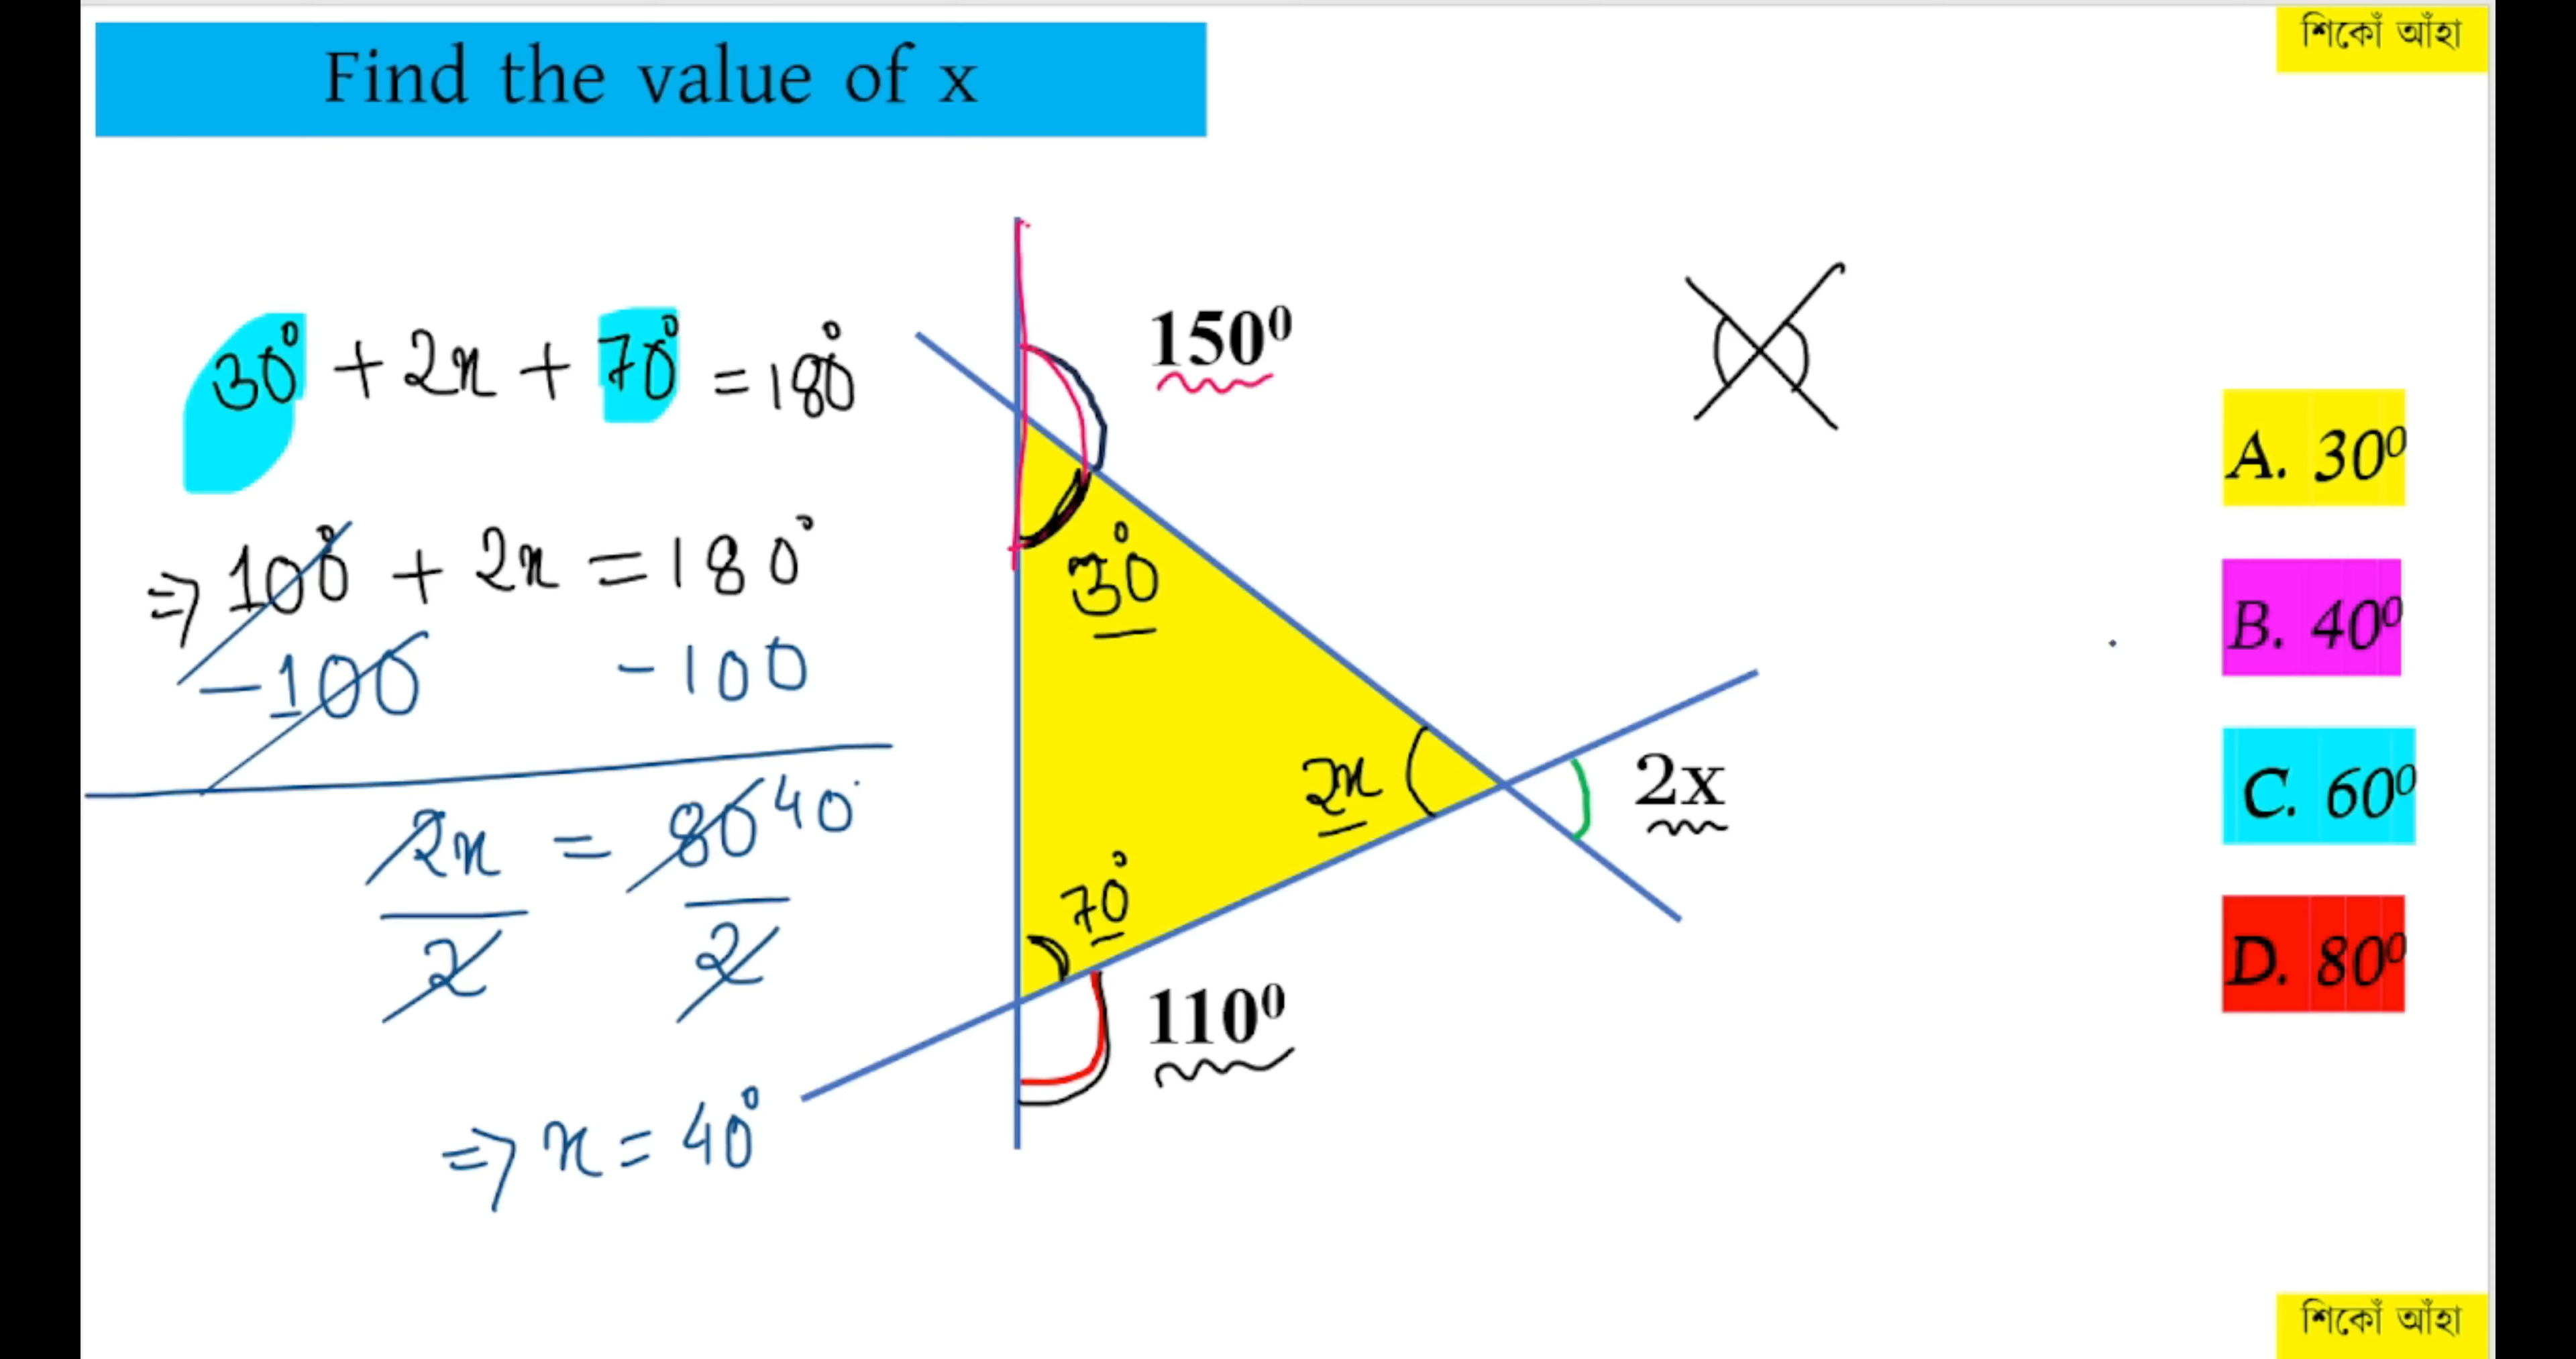 Find the value of x
শিকোঁ আঁহা
30° + 2x + 70° = 180°
⇒ 100° + 2x = 180°
-100 -100
2x = 80 40
2 2
⇒ x = 40°
150⁰
30°
2x
2x
70°
110⁰
A. 30⁰
B. 40⁰
C. 60⁰
D. 80⁰
শিকোঁ আঁহা